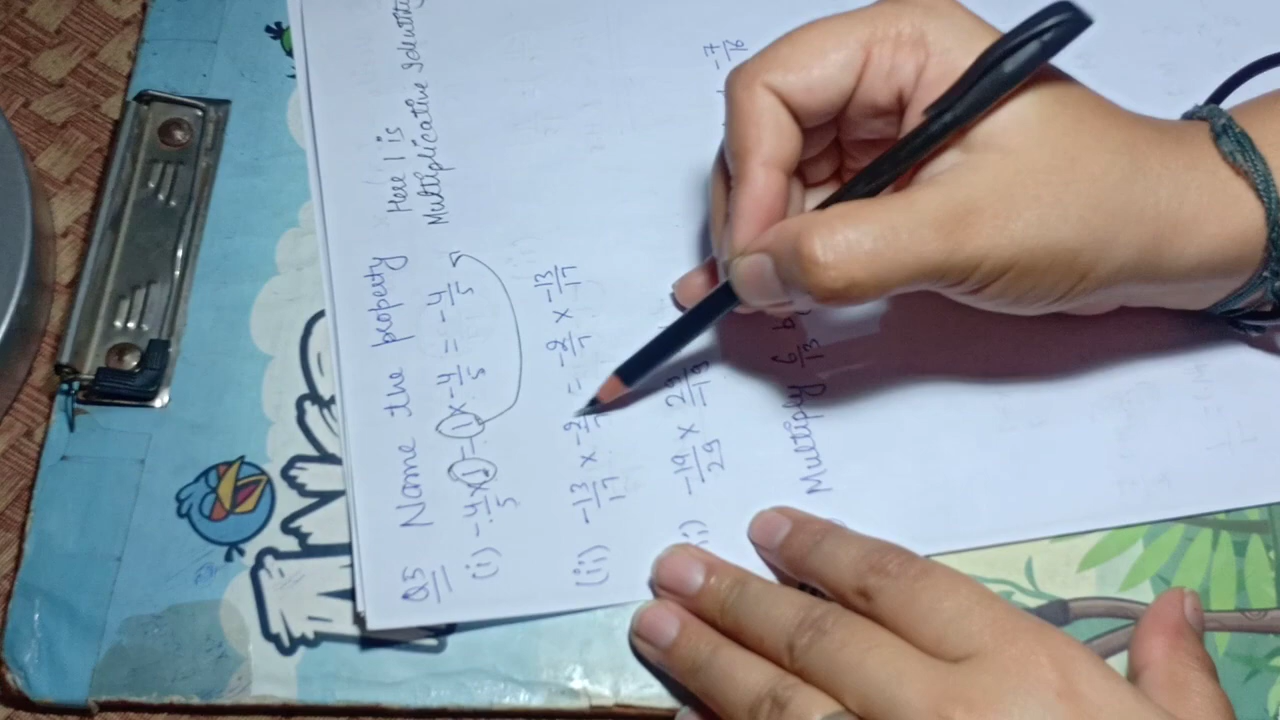 Q5 Name the property
(i) -4/5 × 1 = 1 × -4/5 = -4/5
Here 1 is
Multiplicative Identity
(ii) -13/17 × -2/7 = -2/7 × -13/17
-19/29 × 29/-19
Multiply 6/13 by
-7/16